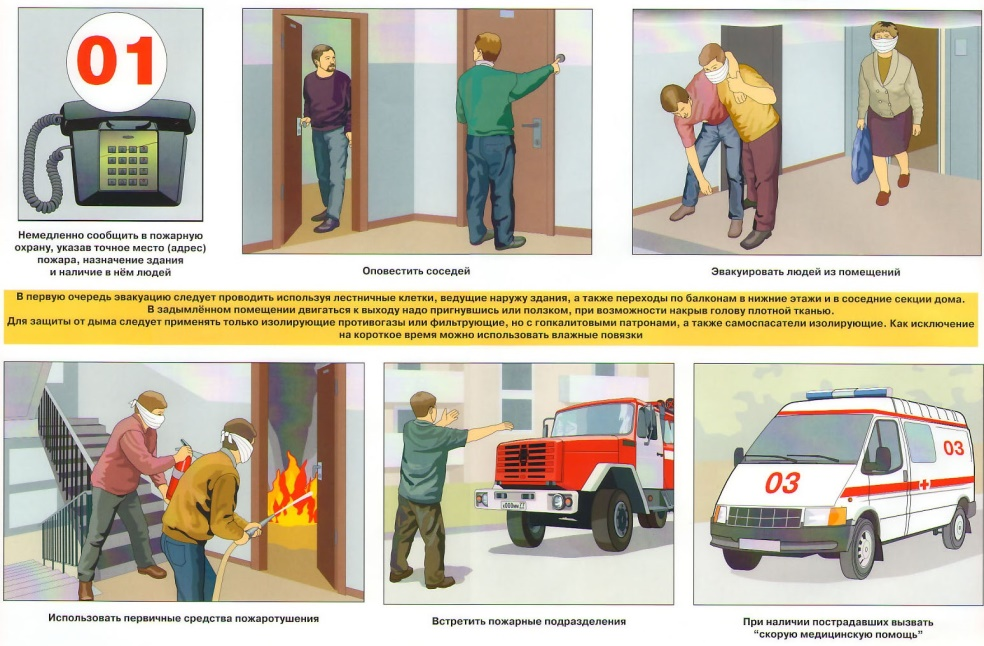 01
Немедленно сообщить в пожарную
охрану, указав точное место (адрес)
пожара, назначение здания
и наличие в нём людей
Оповестить соседей
Эвакуировать людей из помещений
В первую очередь эвакуацию следует проводить используя лестничные клетки, ведущие наружу здания, а также переходы по балконам в нижние этажи и в соседние секции дома.
В задымлённом помещении двигаться к выходу надо пригнувшись или ползком, при возможности накрыв голову плотной тканью.
Для защиты от дыма следует применять только изолирующие противогазы или фильтрующие, но с гопкалитовыми патронами, а также самоспасатели изолирующие. Как исключение
на короткое время можно использовать влажные повязки
Использовать первичные средства пожаротушения
Встретить пожарные подразделения
03
03
При наличии пострадавших вызвать
“скорую медицинскую помощь”